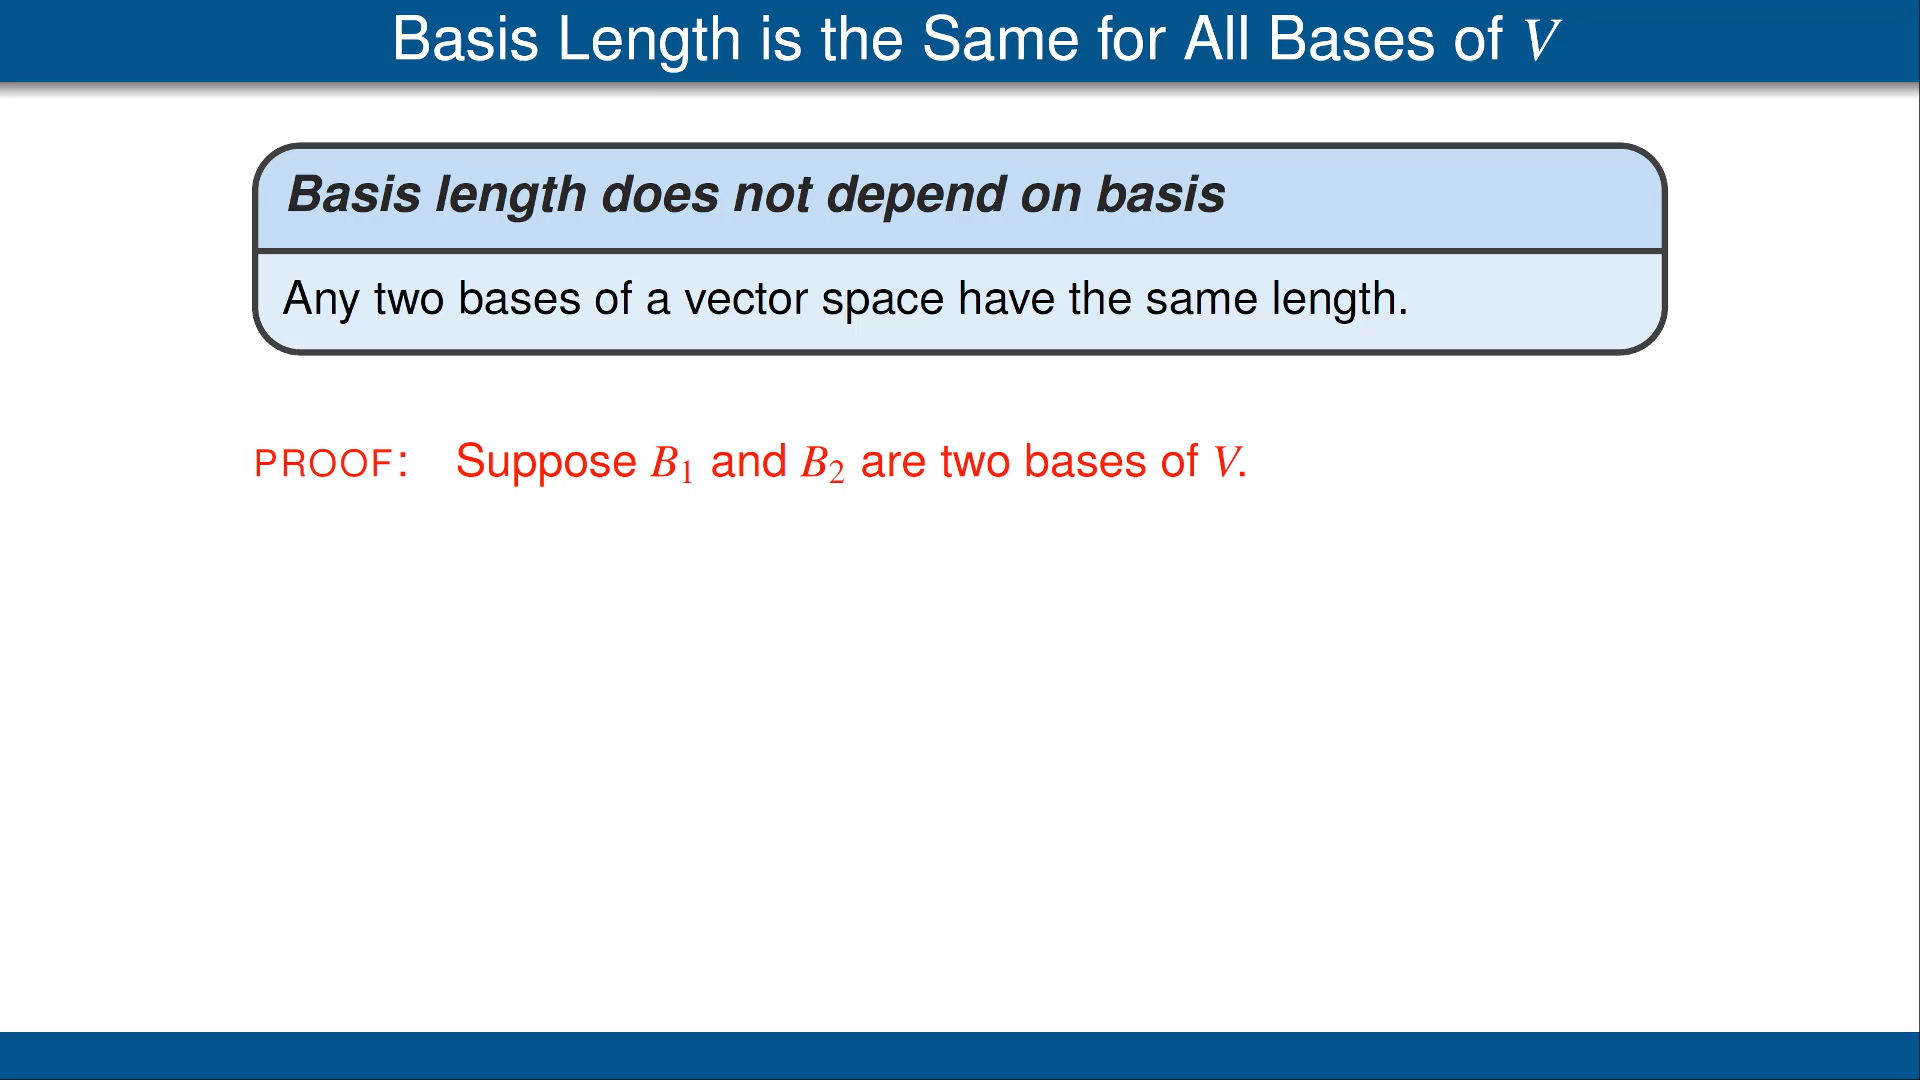 Basis Length is the Same for All Bases of V
Basis length does not depend on basis
Any two bases of a vector space have the same length.
PROOF: Suppose B₁ and B₂ are two bases of V.